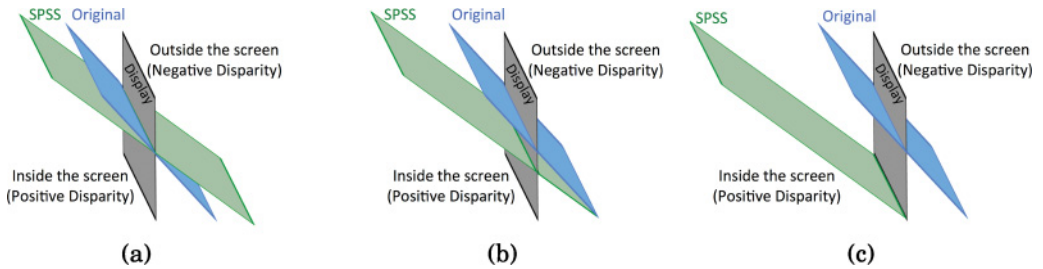 SPSS Original
Display
Outside the screen
(Negative Disparity)
Inside the screen
(Positive Disparity)
(a)
SPSS Original
Display
Outside the screen
(Negative Disparity)
Inside the screen
(Positive Disparity)
(b)
SPSS Original
Display
Outside the screen
(Negative Disparity)
Inside the screen
(Positive Disparity)
(c)